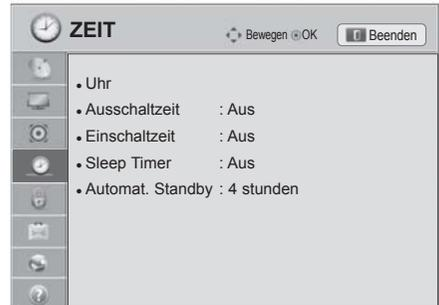 ZEIT
Bewegen OK
Beenden
• Uhr
• Ausschaltzeit : Aus
• Einschaltzeit : Aus
• Sleep Timer : Aus
• Automat. Standby : 4 stunden